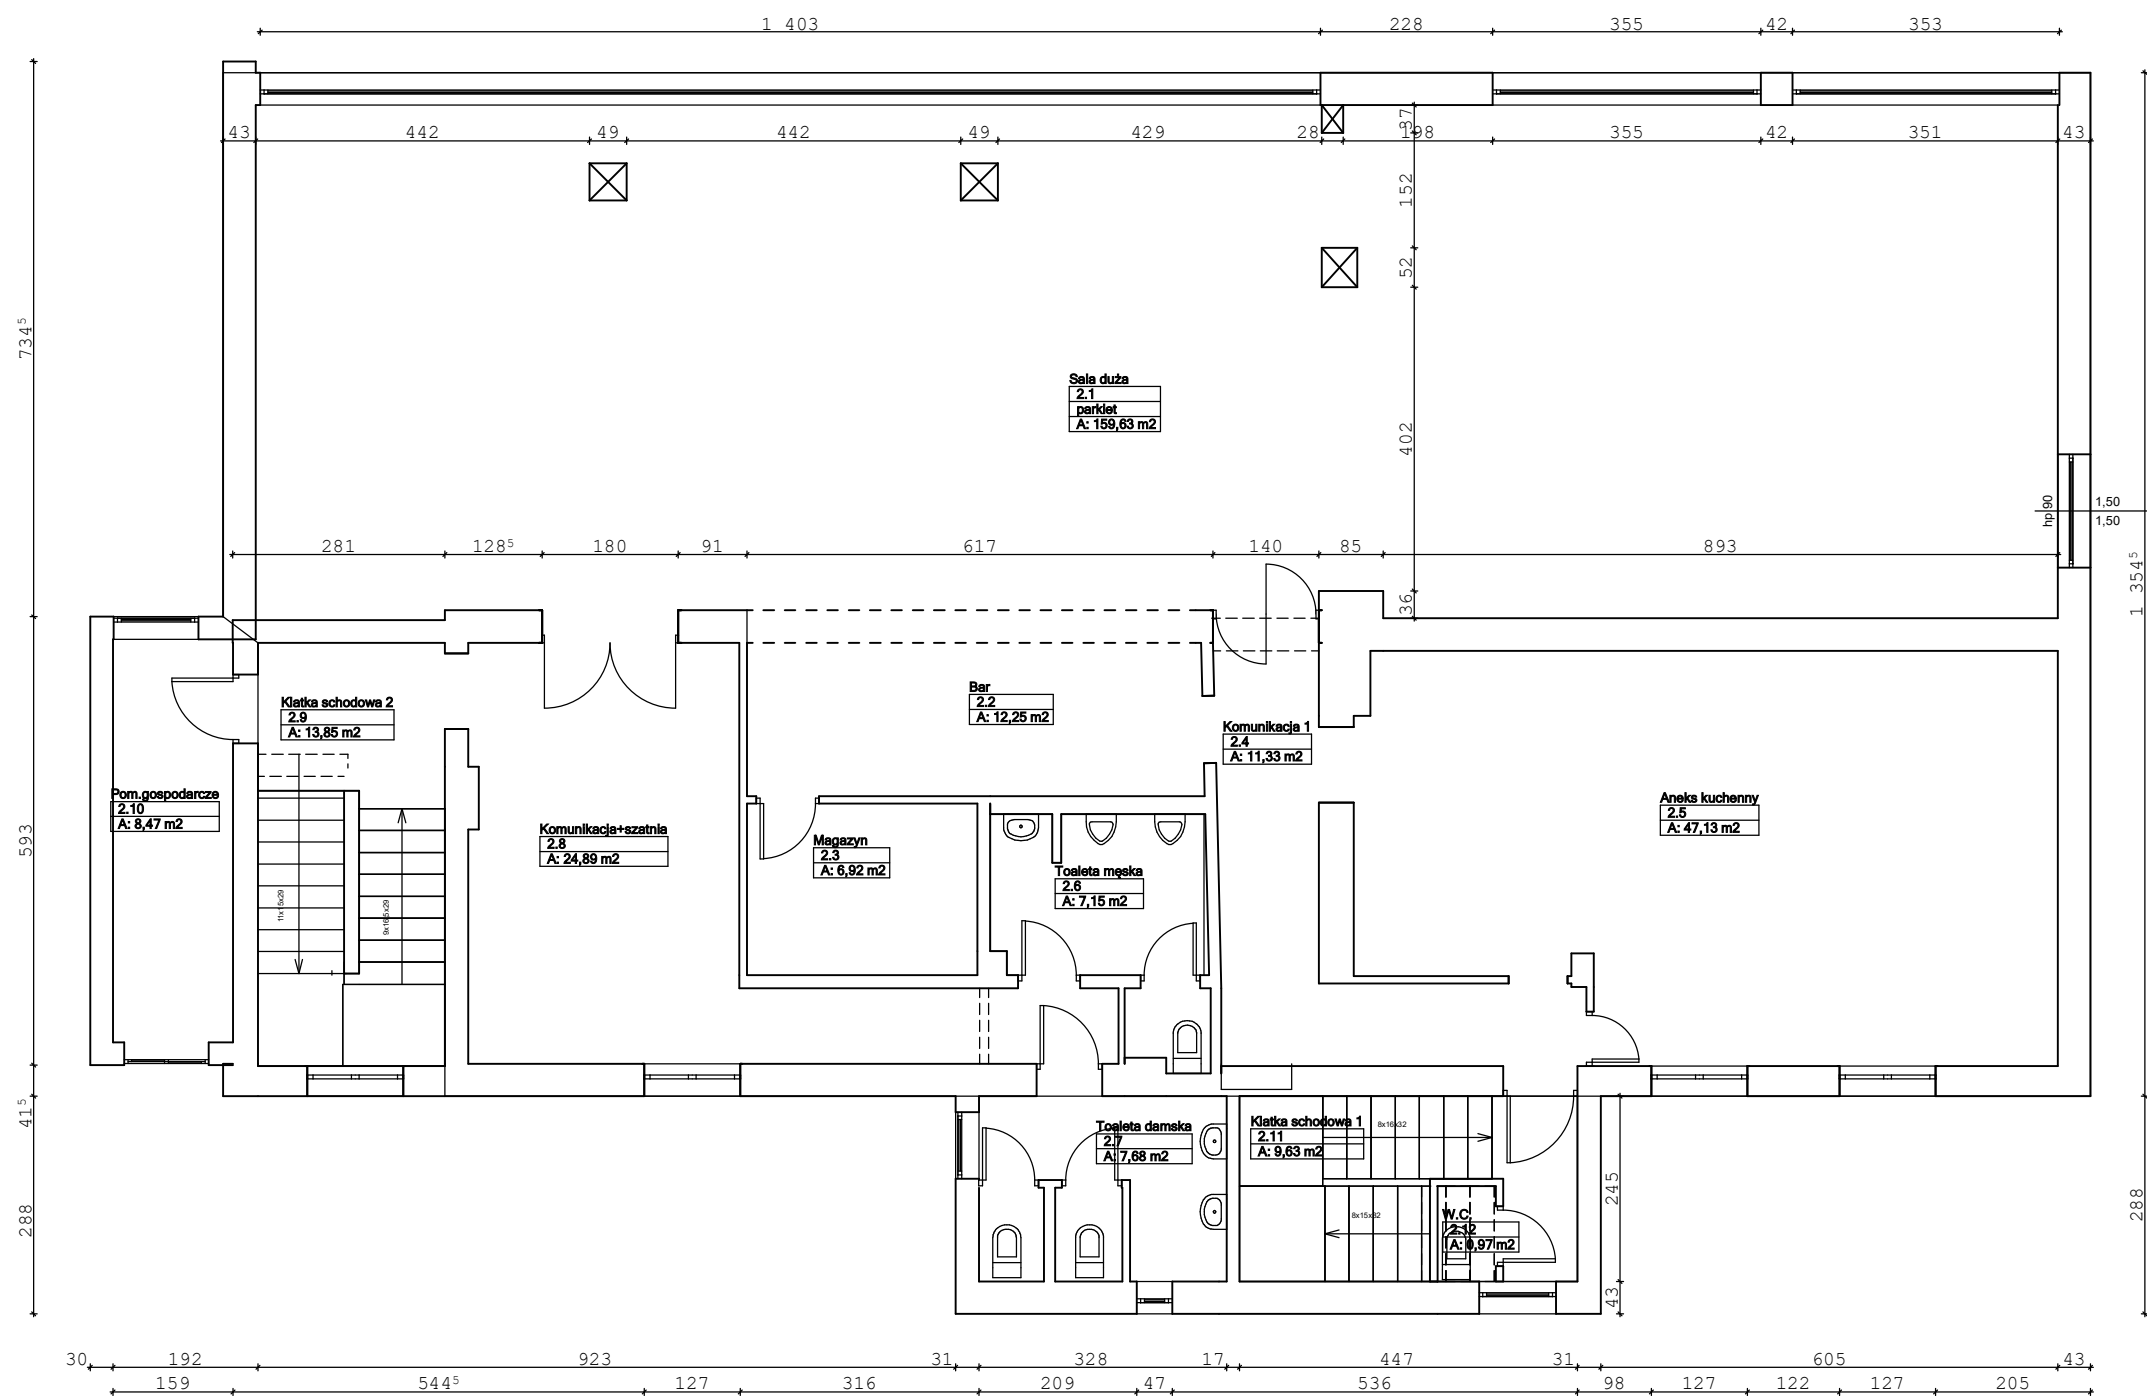 1 403 228 355 42 353
43 442 49 442 49 429 28 198 355 42 351 43
37
152
52
402
36
734⁵
593
41⁵
288
1 354⁵
288
Sala duża
2.1
parkiet
A: 159,63 m2
hp 90
1,50
1,50
281 128⁵ 180 91 617 140 85 893
Klatka schodowa 2
2.9
A: 13,85 m2
Bar
2.2
A: 12,25 m2
Komunikacja 1
2.4
A: 11,33 m2
Pom.gospodarcze
2.10
A: 8,47 m2
Komunikacja+szatnia
2.8
A: 24,89 m2
Magazyn
2.3
A: 6,92 m2
Toaleta męska
2.6
A: 7,15 m2
Aneks kuchenny
2.5
A: 47,13 m2
11x15x29
9x16,5x29
Toaleta damska
2.7
A: 7,68 m2
Klatka schodowa 1
2.11
A: 9,63 m2
8x16x32
8x15x32
W.C.
2.12
A: 0,97 m2
245
43
30 192 923 31 328 17 447 31 605 43
159 544⁵ 127 316 209 47 536 98 127 122 127 205